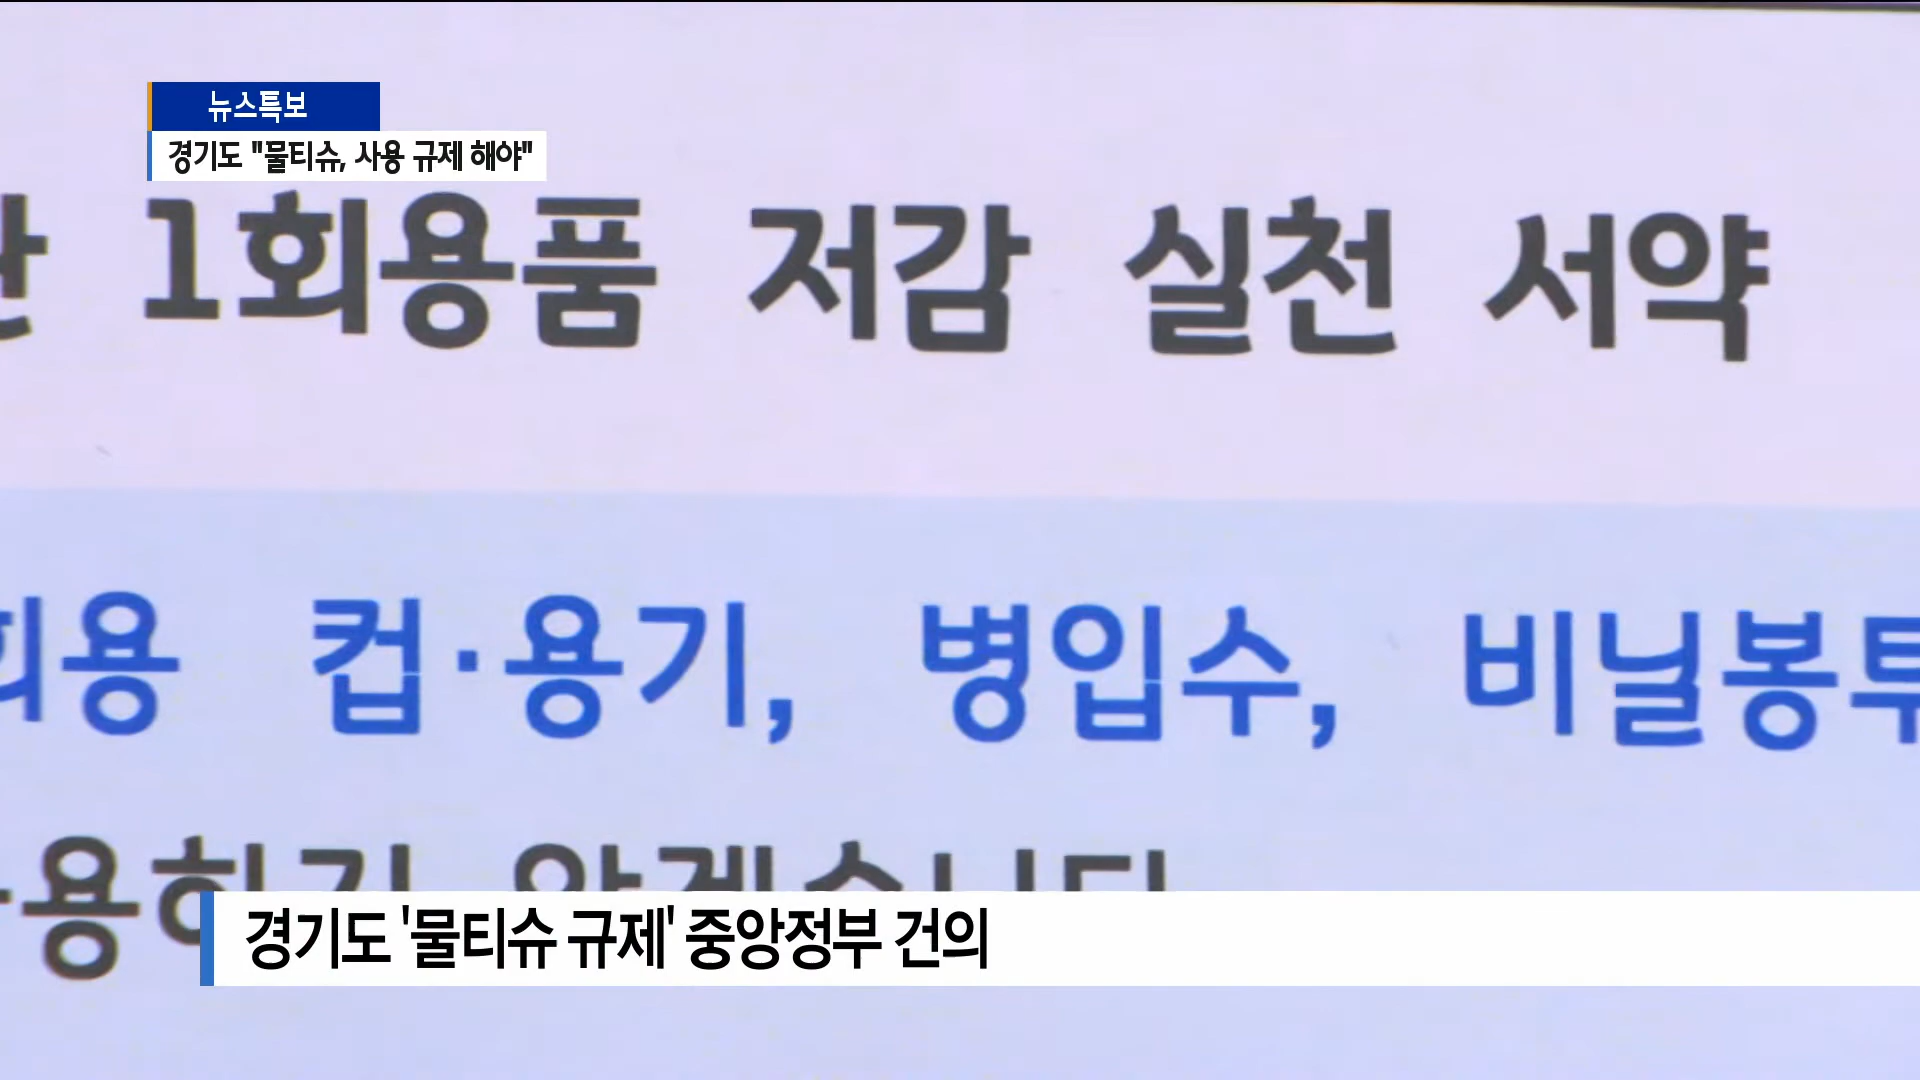 뉴스특보
경기도 "물티슈, 사용 규제 해야"
1회용품 저감 실천 서약
용 컵·용기, 병입수, 비닐봉투
경기도 '물티슈 규제' 중앙정부 건의